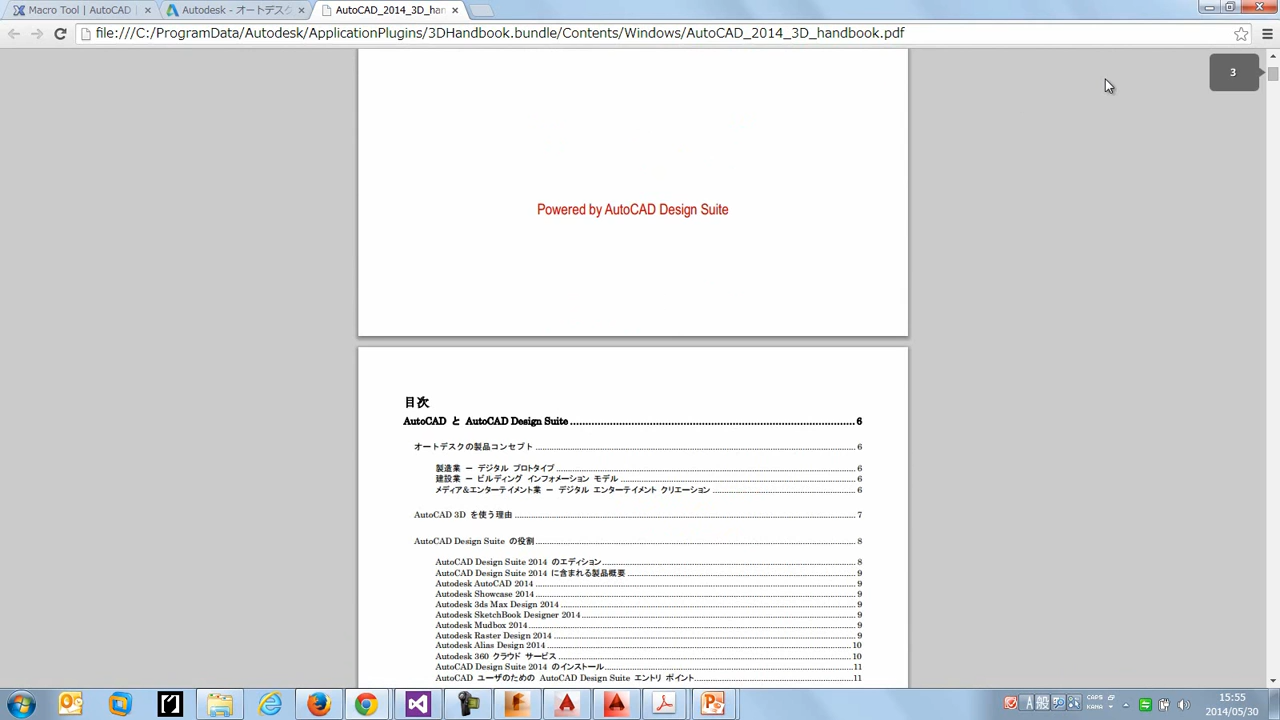 Macro Tool | AutoCAD
Autodesk - オートデスク
AutoCAD_2014_3D_han
file:///C:/ProgramData/Autodesk/ApplicationPlugins/3DHandbook.bundle/Contents/Windows/AutoCAD_2014_3D_handbook.pdf
3
Powered by AutoCAD Design Suite
目次
AutoCAD と AutoCAD Design Suite 6
オートデスクの製品コンセプト 6
製造業 － デジタル プロトタイプ 6
建設業 － ビルディング インフォメーション モデル 6
メディア&エンターテイメント業 － デジタル エンターテイメント クリエーション 6
AutoCAD 3D を使う理由 7
AutoCAD Design Suite の役割 8
AutoCAD Design Suite 2014 のエディション 8
AutoCAD Design Suite 2014 に含まれる製品概要 9
Autodesk AutoCAD 2014 9
Autodesk Showcase 2014 9
Autodesk 3ds Max Design 2014 9
Autodesk SketchBook Designer 2014 9
Autodesk Mudbox 2014 9
Autodesk Raster Design 2014 9
Autodesk Alias Design 2014 10
Autodesk 360 クラウド サービス 10
AutoCAD Design Suite 2014 のインストール 11
AutoCAD ユーザのための AutoCAD Design Suite エントリ ポイント 11
A 般
CAPS
KANA
15:55
2014/05/30